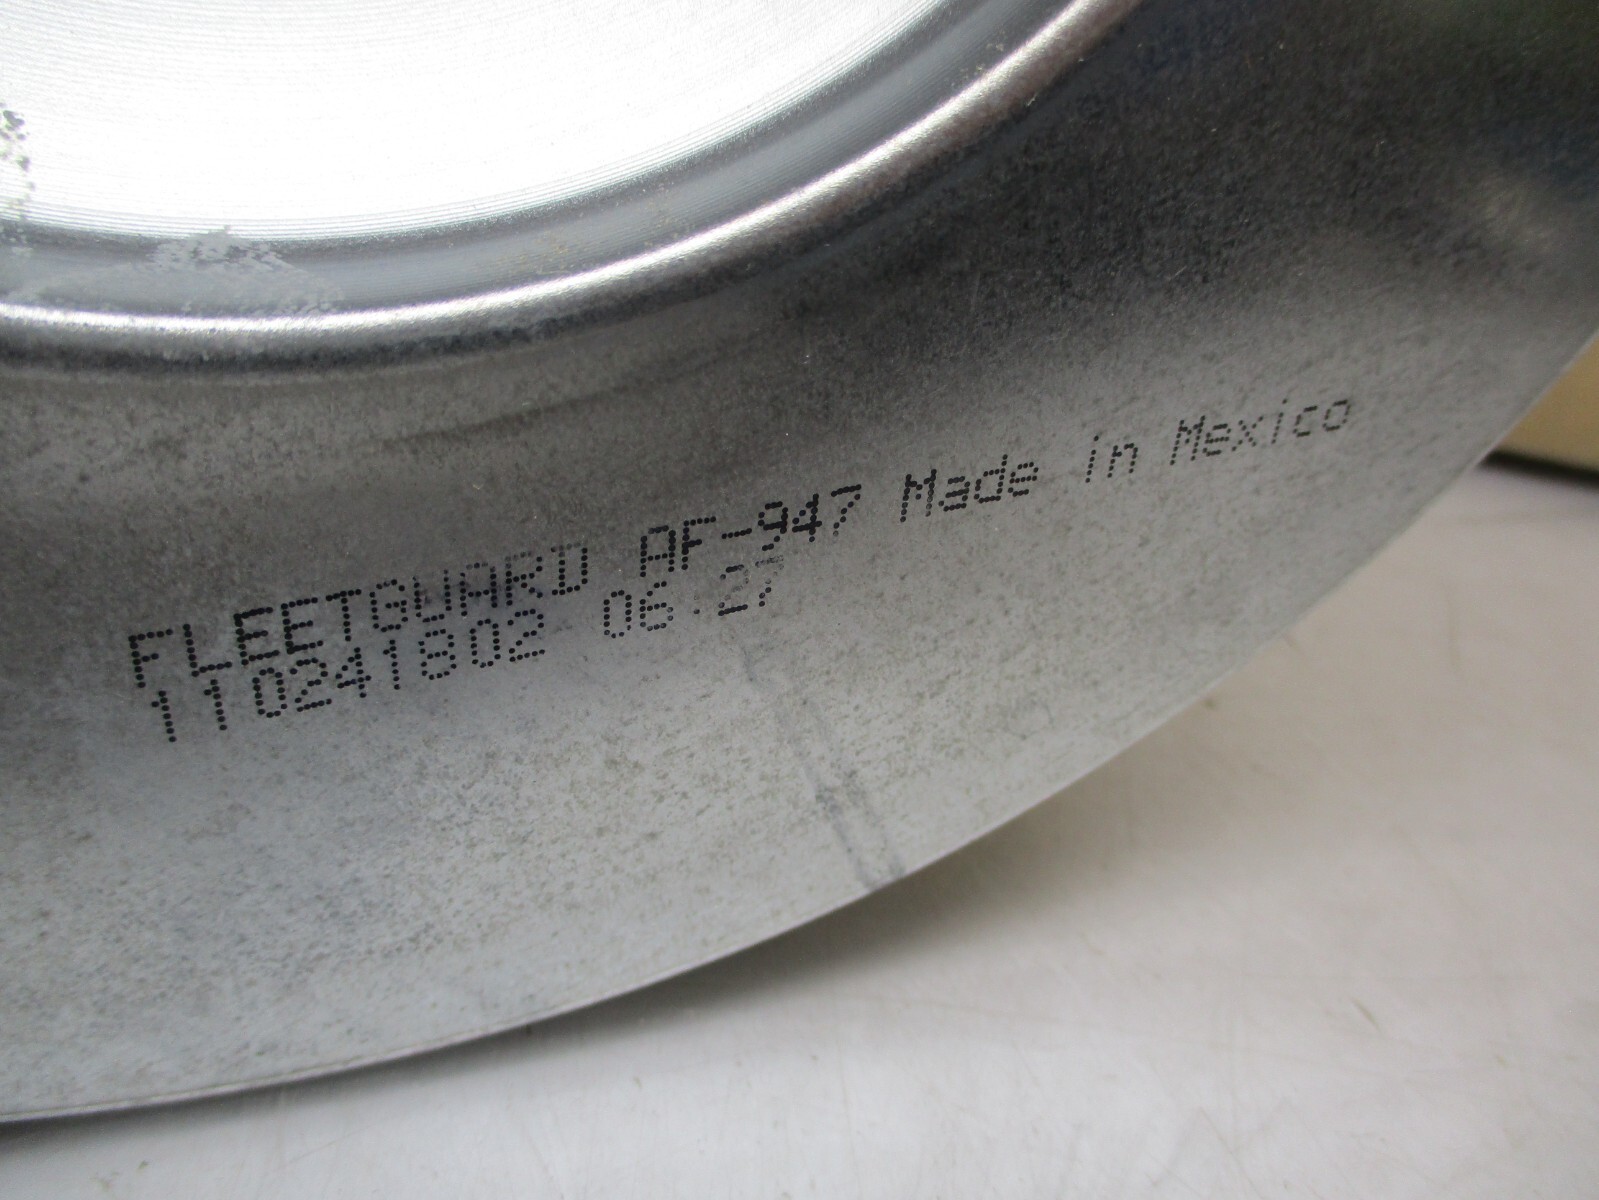 FLEETGUARD AF-947 Made in Mexico
110241802 06:27